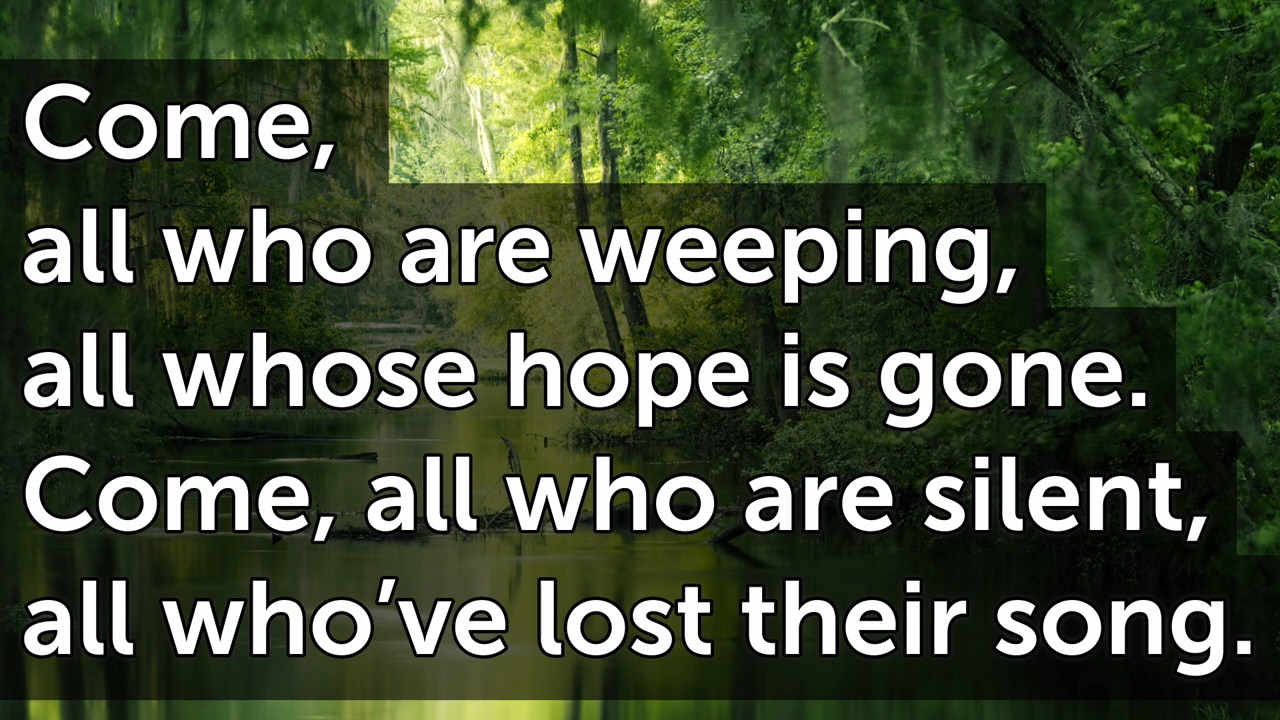 Come,
all who are weeping,
all whose hope is gone.
Come, all who are silent,
all who’ve lost their song.